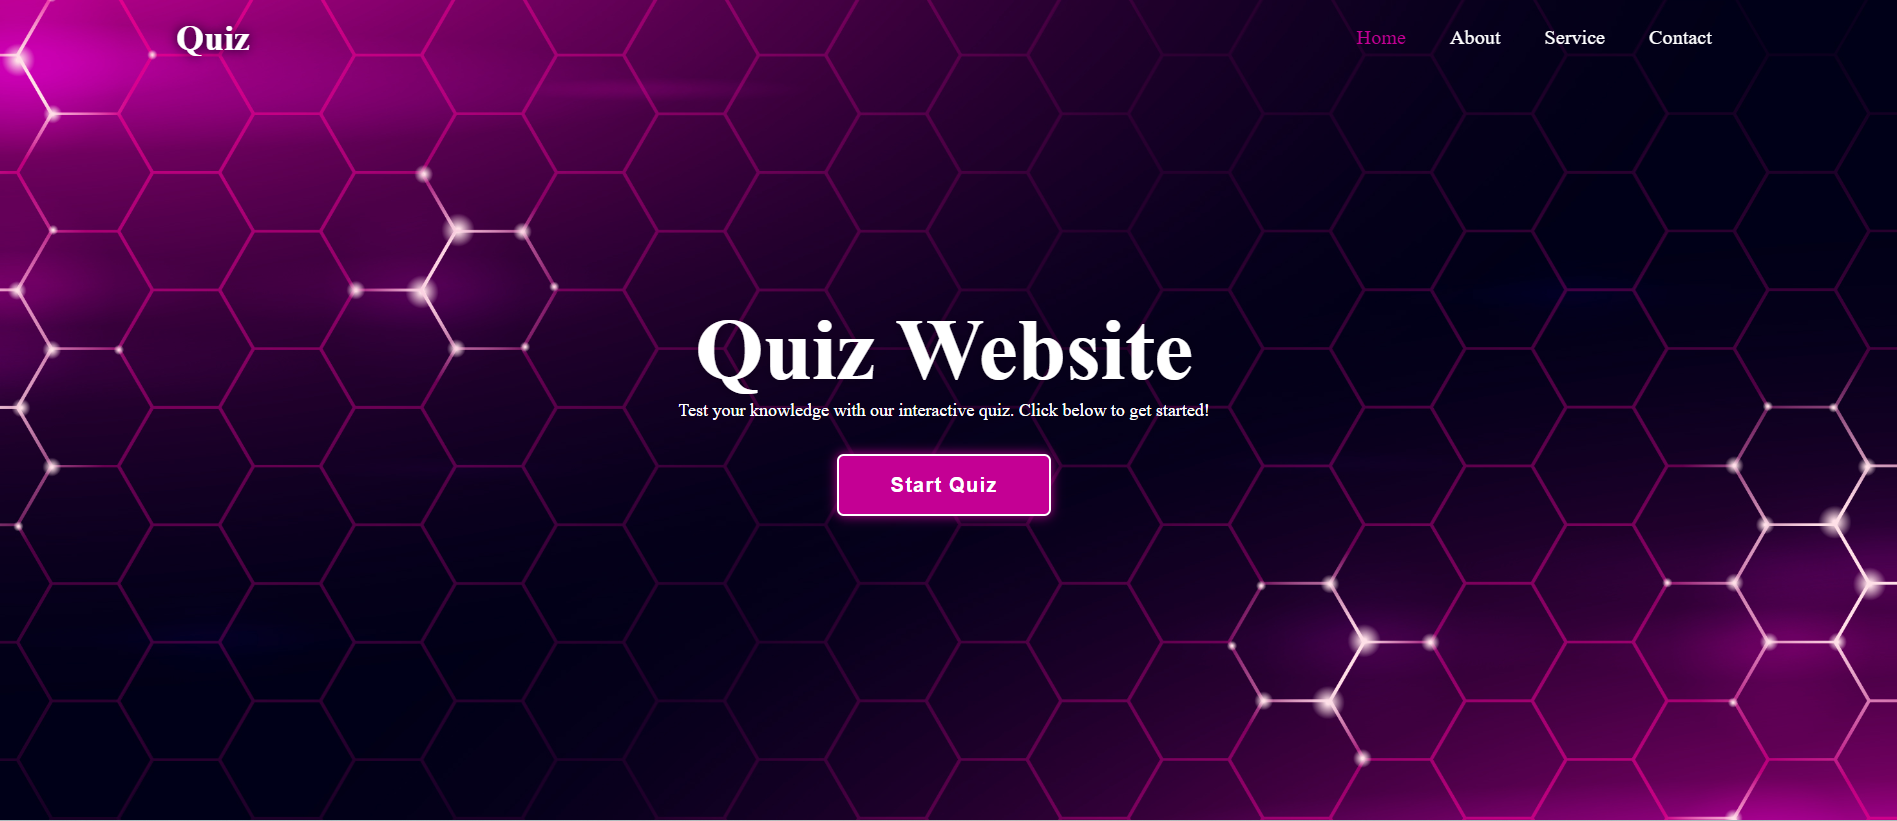 Quiz
Home About Service Contact
Quiz Website
Test your knowledge with our interactive quiz. Click below to get started!
Start Quiz